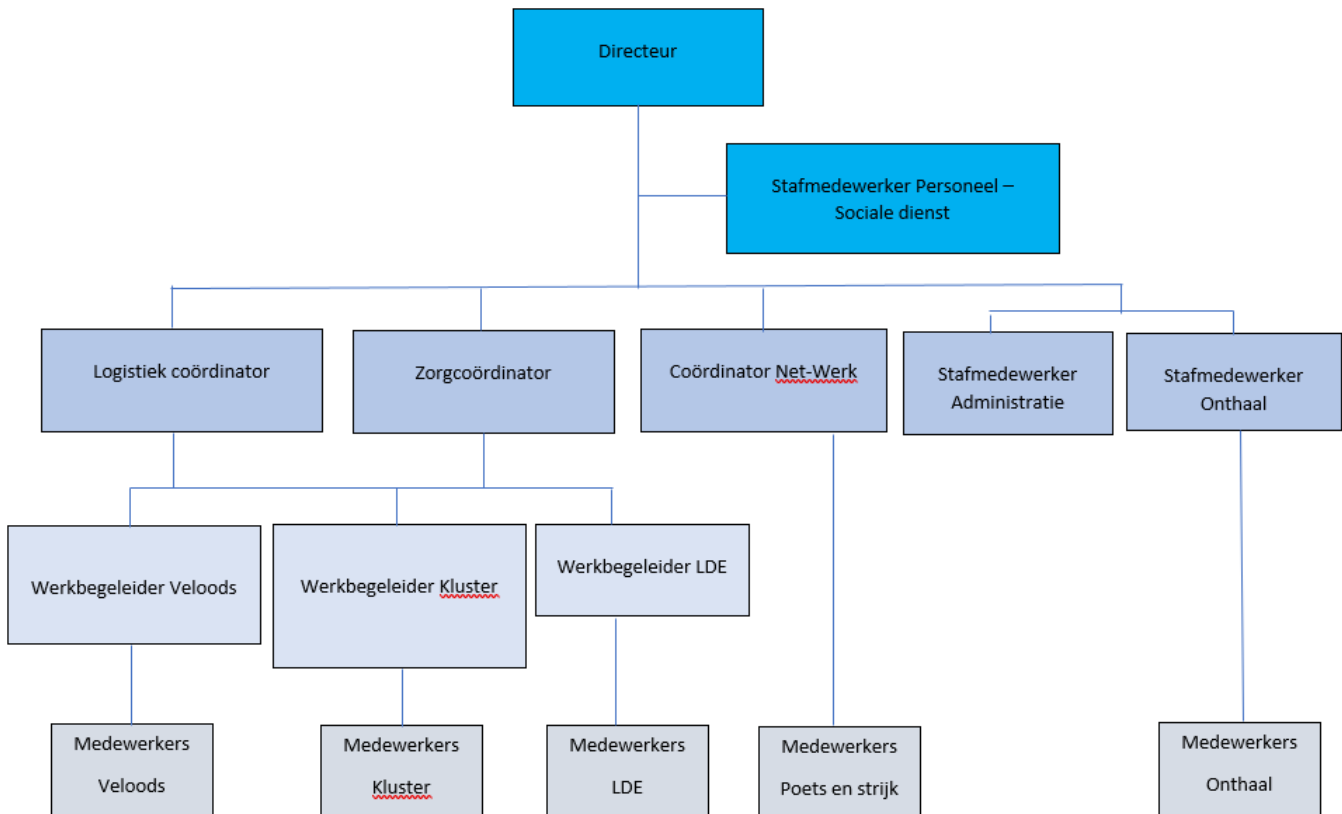 Directeur
Stafmedewerker Personeel –
Sociale dienst
Logistiek coördinator
Zorgcoördinator
Coördinator Net-Werk
Stafmedewerker
Administratie
Stafmedewerker
Onthaal
Werkbegeleider Veloods
Werkbegeleider Kluster
Werkbegeleider LDE
Medewerkers
Veloods
Medewerkers
Kluster
Medewerkers
LDE
Medewerkers
Poets en strijk
Medewerkers
Onthaal